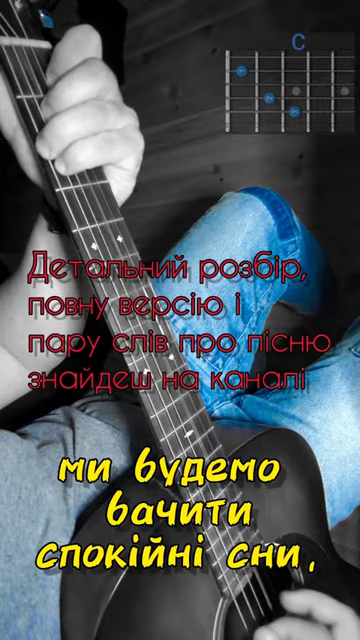 C
Детальний розбір,
повну версію і
пару слів про пісню
знайдеш на каналі
ми будемо
бачити
спокійні сни,